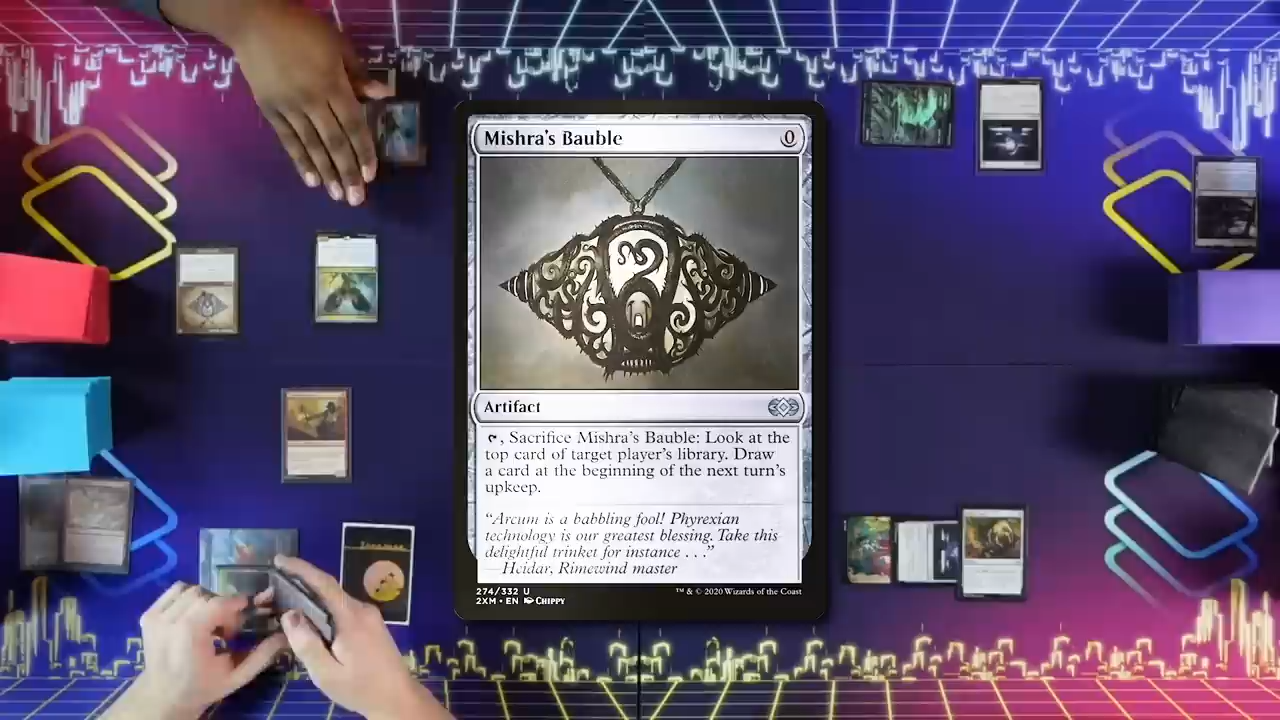 Mishra's Bauble 0
Artifact
, Sacrifice Mishra's Bauble: Look at the
top card of target player's library. Draw
a card at the beginning of the next turn's
upkeep.
"Arcum is a babbling fool! Phyrexian
technology is our greatest blessing. Take this
delightful trinket for instance . . ."
—Heidar, Rimewind master
274/332 U
2XM • EN CHIPPY
™ & © 2020 Wizards of the Coast